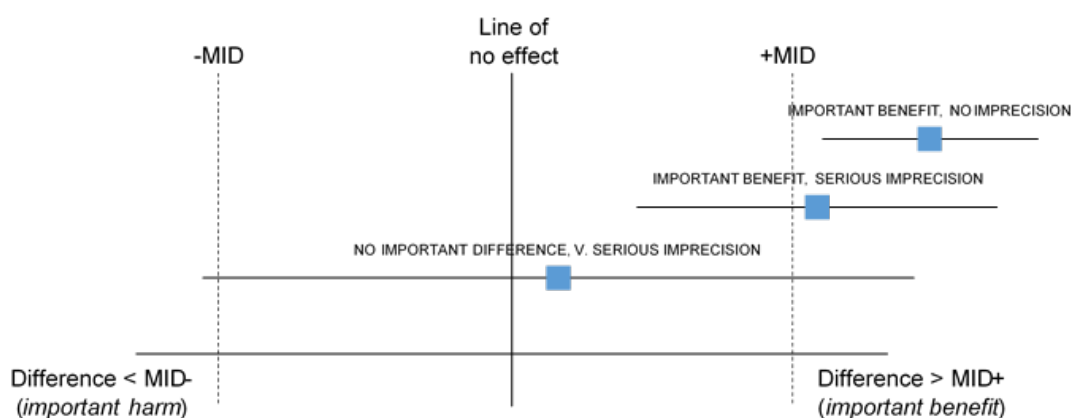 Line of
no effect
-MID
+MID
IMPORTANT BENEFIT, NO IMPRECISION
IMPORTANT BENEFIT, SERIOUS IMPRECISION
NO IMPORTANT DIFFERENCE, V. SERIOUS IMPRECISION
Difference < MID-
(important harm)
Difference > MID+
(important benefit)